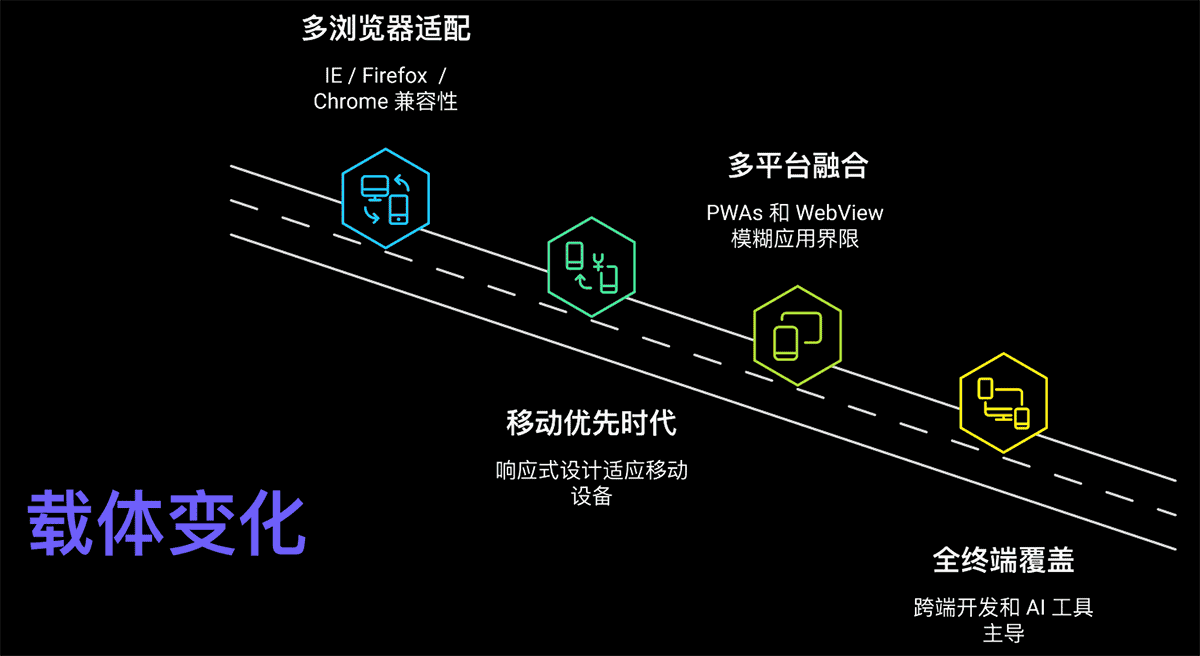 多浏览器适配
IE / Firefox /
Chrome 兼容性
多平台融合
PWAs 和 WebView
模糊应用界限
移动优先时代
响应式设计适应移动
设备
载体变化
全终端覆盖
跨端开发和 AI 工具
主导